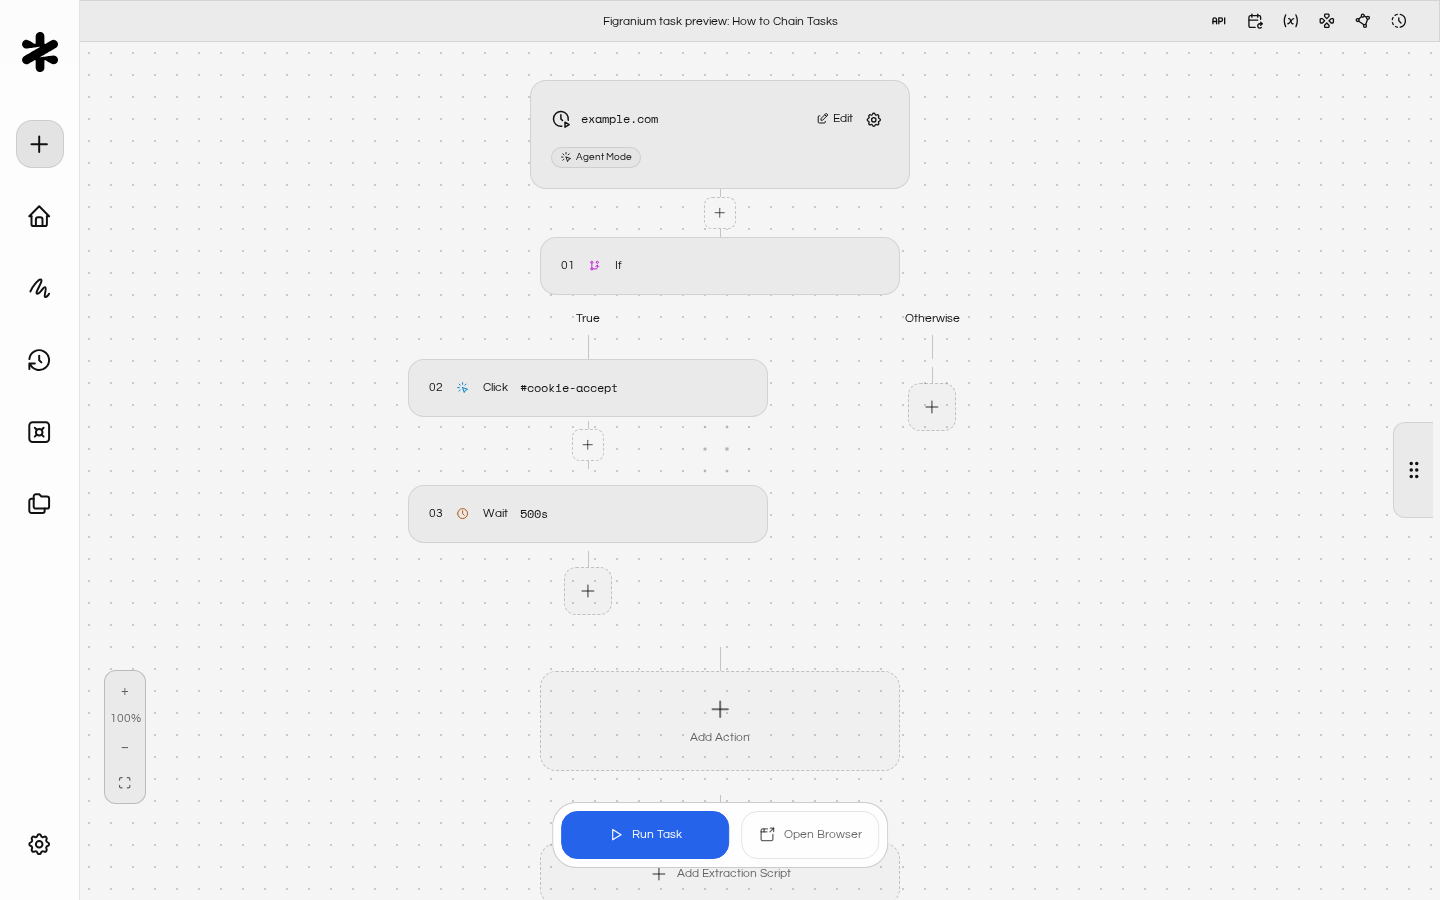 Figranium task preview: How to Chain Tasks
API
(x)
example.com
Edit
Agent Mode
01 If
True
Otherwise
02 Click #cookie-accept
03 Wait 500s
+
100%
−
Add Action
Run Task
Open Browser
Add Extraction Script